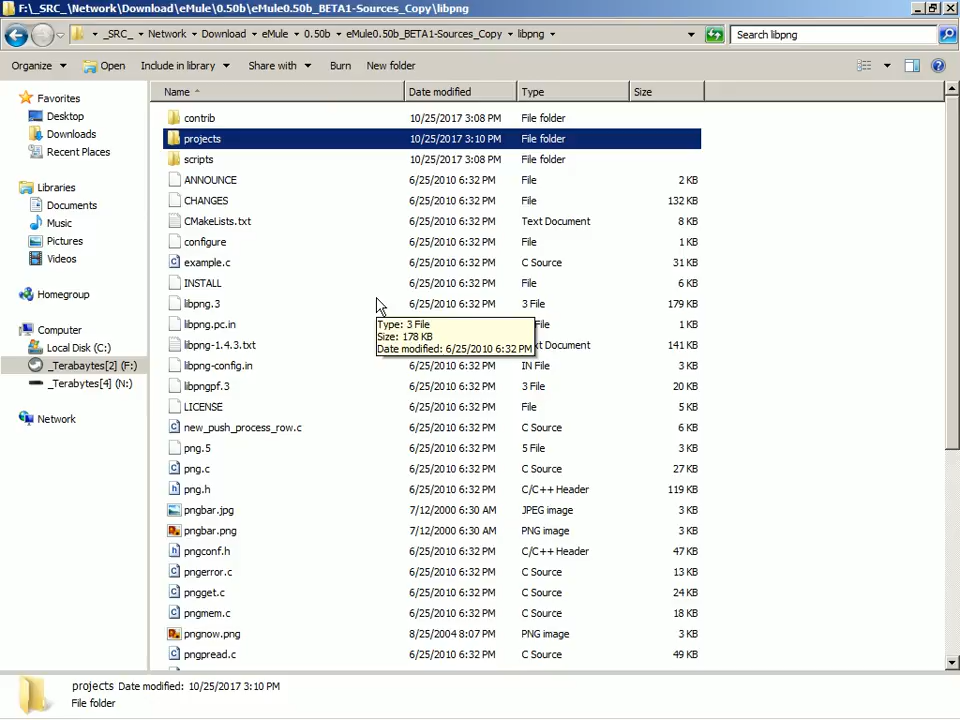 F:\_SRC_\Network\Download\eMule\0.50b\eMule0.50b_BETA1-Sources_Copy\libpng
_SRC_ Network Download eMule 0.50b eMule0.50b_BETA1-Sources_Copy libpng Search libpng
Organize Open Include in library Share with Burn New folder
Name Date modified Type Size
Favorites
Desktop
Downloads
Recent Places
Libraries
Documents
Music
Pictures
Videos
Homegroup
Computer
Local Disk (C:)
_Terabaytes[2] (F:)
_Terabytes[4] (N:)
Network
contrib 10/25/2017 3:08 PM File folder
projects 10/25/2017 3:10 PM File folder
scripts 10/25/2017 3:08 PM File folder
ANNOUNCE 6/25/2010 6:32 PM File 2 KB
CHANGES 6/25/2010 6:32 PM File 132 KB
CMakeLists.txt 6/25/2010 6:32 PM Text Document 8 KB
configure 6/25/2010 6:32 PM File 1 KB
example.c 6/25/2010 6:32 PM C Source 31 KB
INSTALL 6/25/2010 6:32 PM File 6 KB
libpng.3 6/25/2010 6:32 PM 3 File 179 KB
libpng.pc.in File 1 KB
Type: 3 File
Size: 178 KB
Date modified: 6/25/2010 6:32 PM
libpng-1.4.3.txt Document 141 KB
libpng-config.in 6/25/2010 6:32 PM IN File 3 KB
libpngpf.3 6/25/2010 6:32 PM 3 File 20 KB
LICENSE 6/25/2010 6:32 PM File 5 KB
new_push_process_row.c 6/25/2010 6:32 PM C Source 6 KB
png.5 6/25/2010 6:32 PM 5 File 3 KB
png.c 6/25/2010 6:32 PM C Source 27 KB
png.h 6/25/2010 6:32 PM C/C++ Header 119 KB
pngbar.jpg 7/12/2000 6:30 AM JPEG image 3 KB
pngbar.png 7/12/2000 6:30 AM PNG image 3 KB
pngconf.h 6/25/2010 6:32 PM C/C++ Header 47 KB
pngerror.c 6/25/2010 6:32 PM C Source 13 KB
pngget.c 6/25/2010 6:32 PM C Source 24 KB
pngmem.c 6/25/2010 6:32 PM C Source 18 KB
pngnow.png 8/25/2004 8:07 PM PNG image 3 KB
pngpread.c 6/25/2010 6:32 PM C Source 49 KB
projects Date modified: 10/25/2017 3:10 PM
File folder